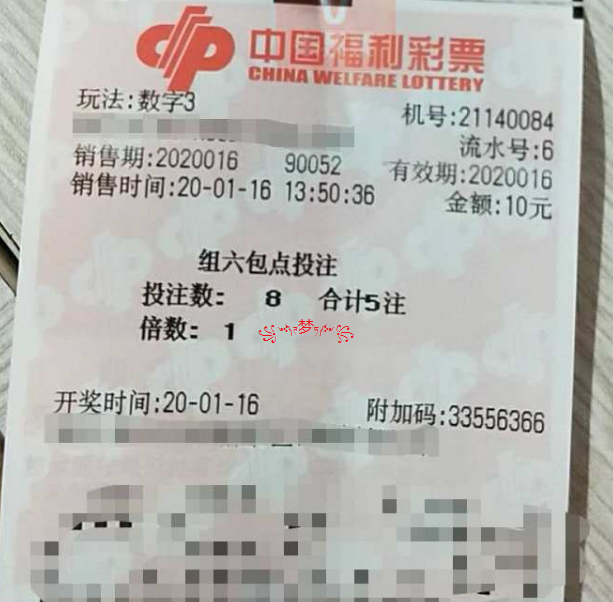 中国福利彩票
CHINA WELFARE LOTTERY
玩法:数字3
机号:21140084
流水号:6
销售期:2020016 90052 有效期:2020016
销售时间:20-01-16 13:50:36 金额:10元
组六包点投注
投注数: 8 合计5注
倍数: 1 梦
开奖时间:20-01-16 附加码:33556366